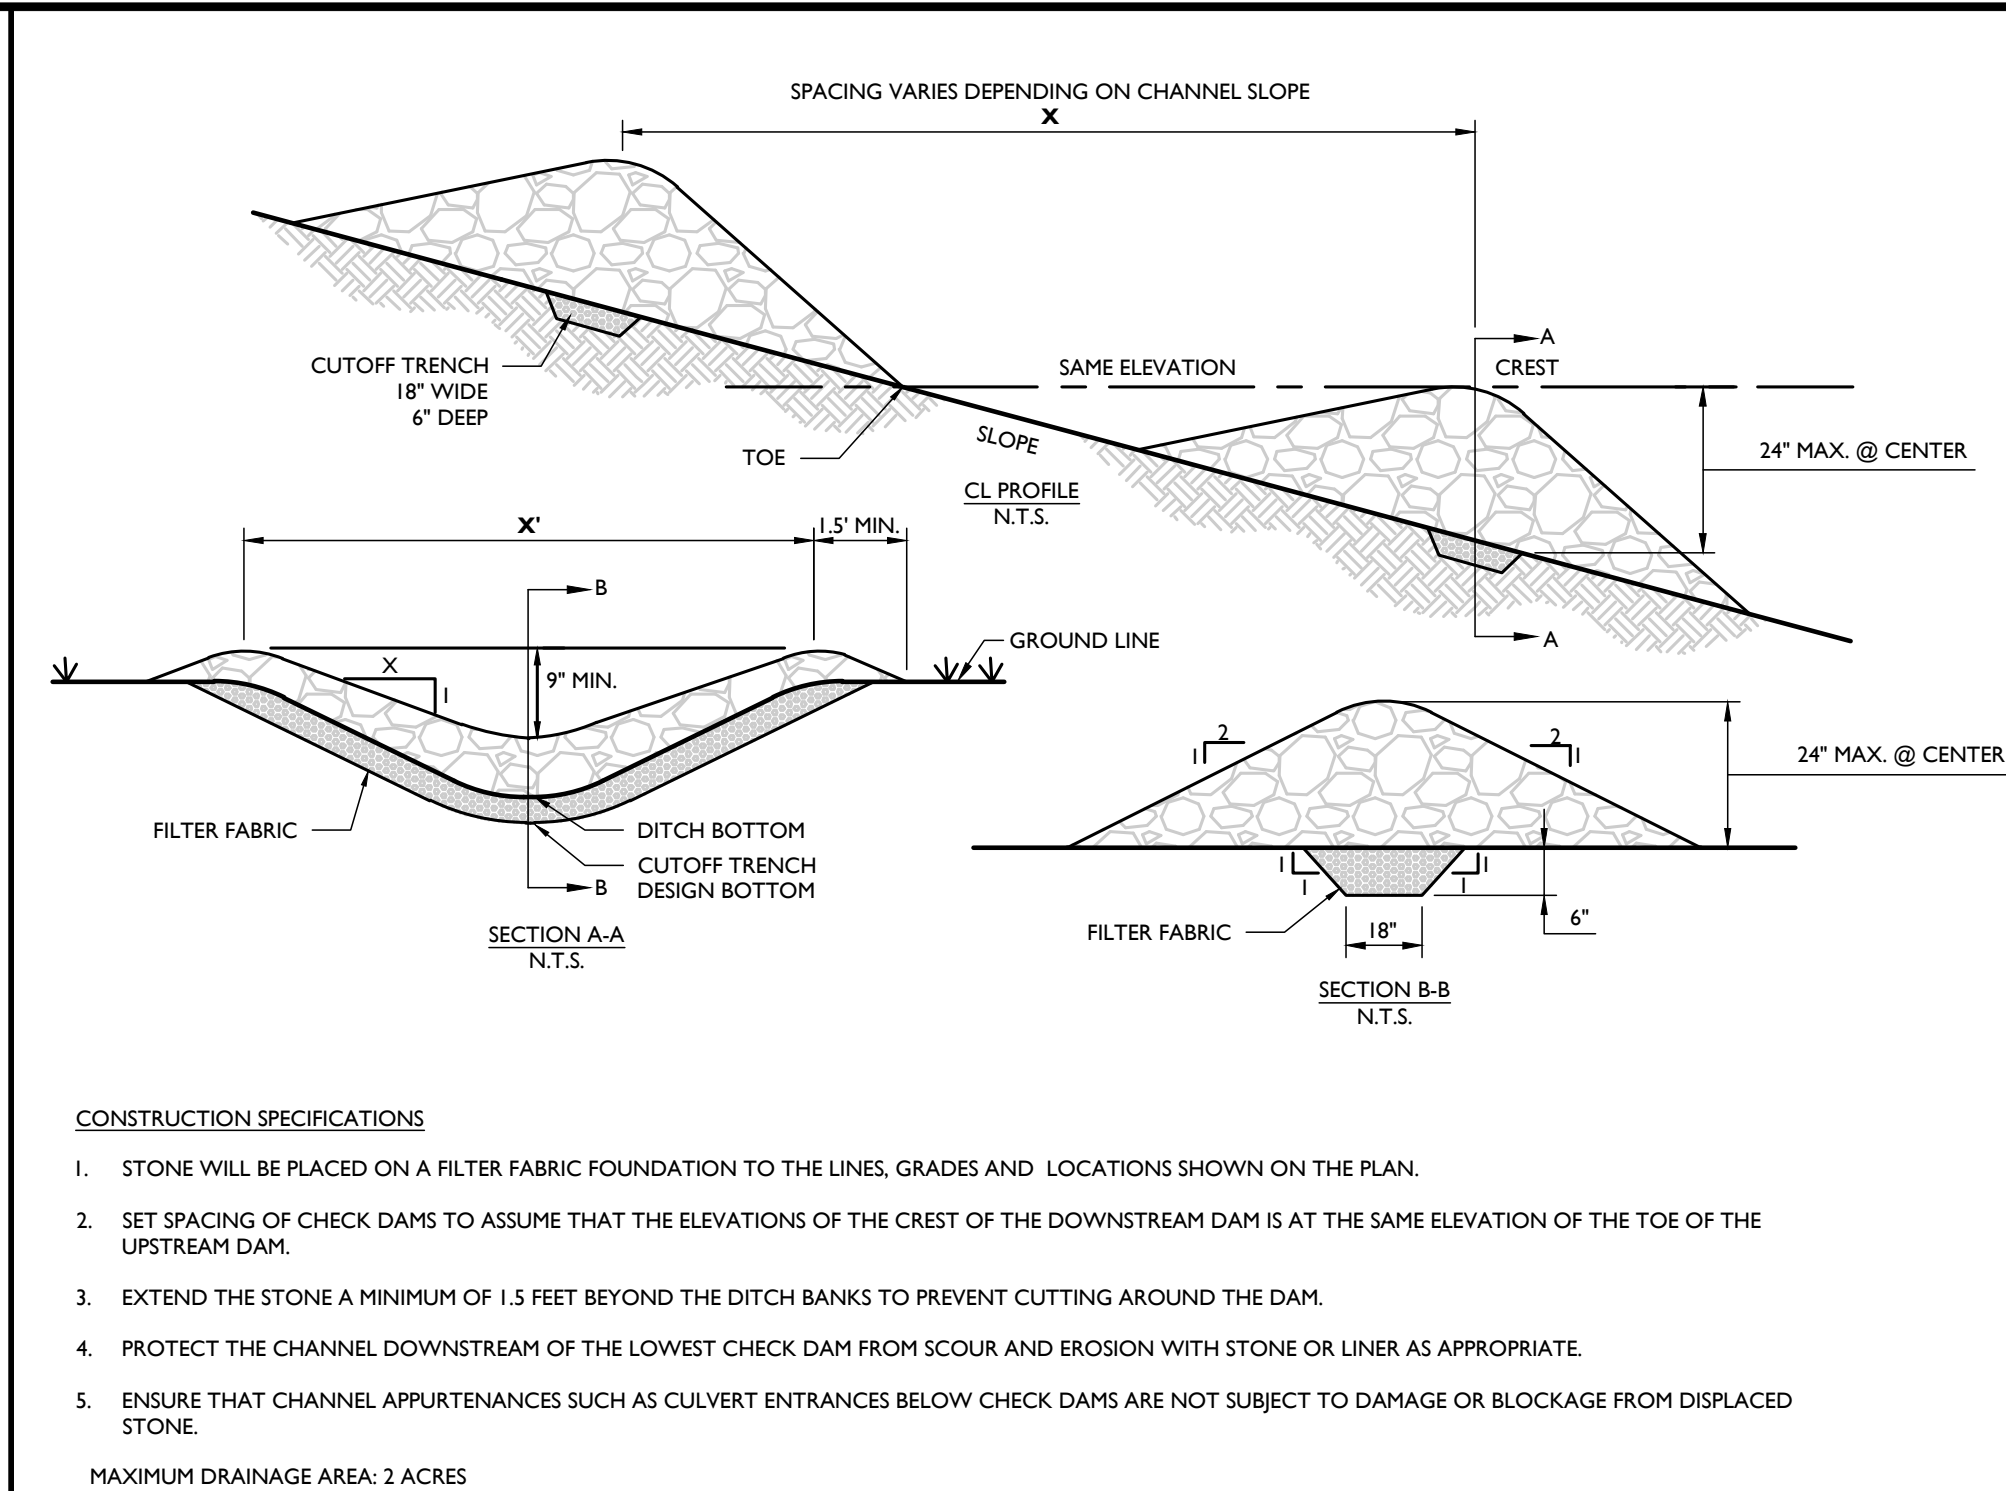 SPACING VARIES DEPENDING ON CHANNEL SLOPE
X
A
SAME ELEVATION
CREST
CUTOFF TRENCH
18" WIDE
6" DEEP
TOE
SLOPE
24" MAX. @ CENTER
CL PROFILE
N.T.S.
A
X'
1.5' MIN.
B
GROUND LINE
X
1
9" MIN.
FILTER FABRIC
DITCH BOTTOM
CUTOFF TRENCH
DESIGN BOTTOM
B
SECTION A-A
N.T.S.
2
1
2
1
24" MAX. @ CENTER
1
1
1
1
FILTER FABRIC
18"
6"
SECTION B-B
N.T.S.
CONSTRUCTION SPECIFICATIONS
1. STONE WILL BE PLACED ON A FILTER FABRIC FOUNDATION TO THE LINES, GRADES AND LOCATIONS SHOWN ON THE PLAN.
2. SET SPACING OF CHECK DAMS TO ASSUME THAT THE ELEVATIONS OF THE CREST OF THE DOWNSTREAM DAM IS AT THE SAME ELEVATION OF THE TOE OF THE
UPSTREAM DAM.
3. EXTEND THE STONE A MINIMUM OF 1.5 FEET BEYOND THE DITCH BANKS TO PREVENT CUTTING AROUND THE DAM.
4. PROTECT THE CHANNEL DOWNSTREAM OF THE LOWEST CHECK DAM FROM SCOUR AND EROSION WITH STONE OR LINER AS APPROPRIATE.
5. ENSURE THAT CHANNEL APPURTENANCES SUCH AS CULVERT ENTRANCES BELOW CHECK DAMS ARE NOT SUBJECT TO DAMAGE OR BLOCKAGE FROM DISPLACED
STONE.
MAXIMUM DRAINAGE AREA: 2 ACRES